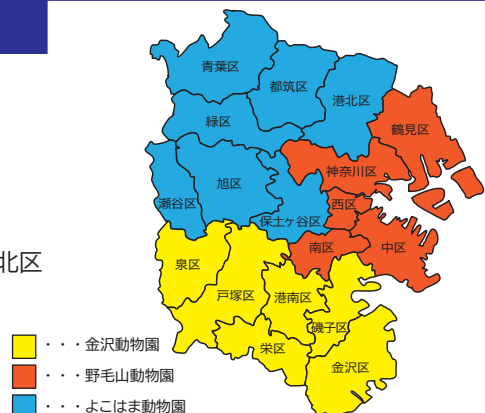 青葉区
都筑区
港北区
鶴見区
緑区
神奈川区
旭区
瀬谷区
西区
保土ヶ谷区
南区
中区
北区
泉区
戸塚区
港南区
磯子区
栄区
金沢区
・・・金沢動物園
・・・野毛山動物園
・・・よこはま動物園